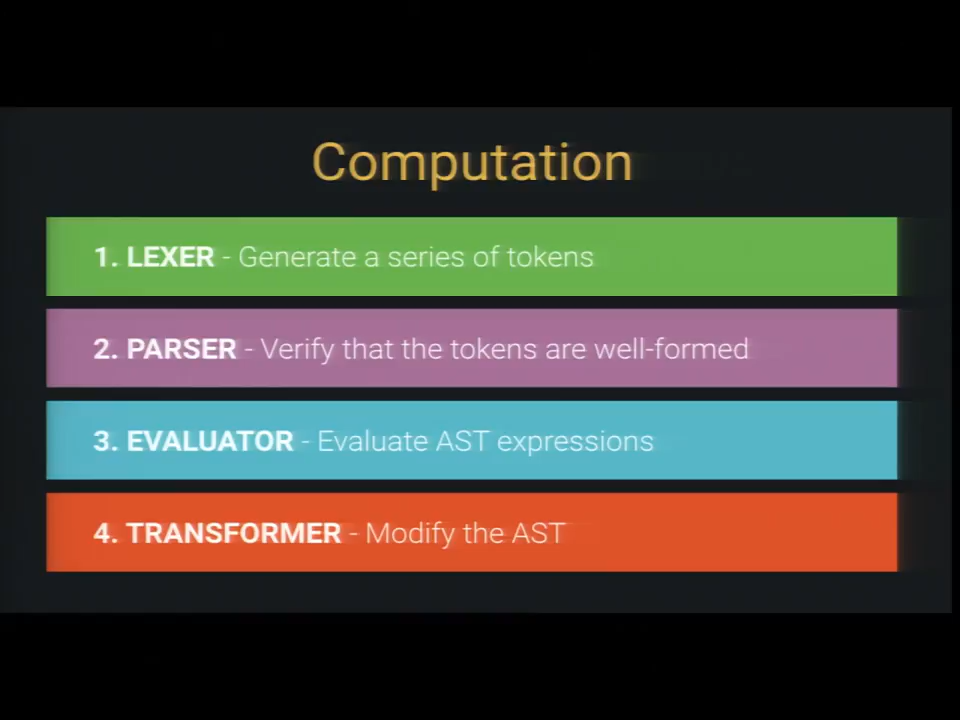 Computation
1. LEXER - Generate a series of tokens
2. PARSER - Verify that the tokens are well-formed
3. EVALUATOR - Evaluate AST expressions
4. TRANSFORMER - Modify the AST